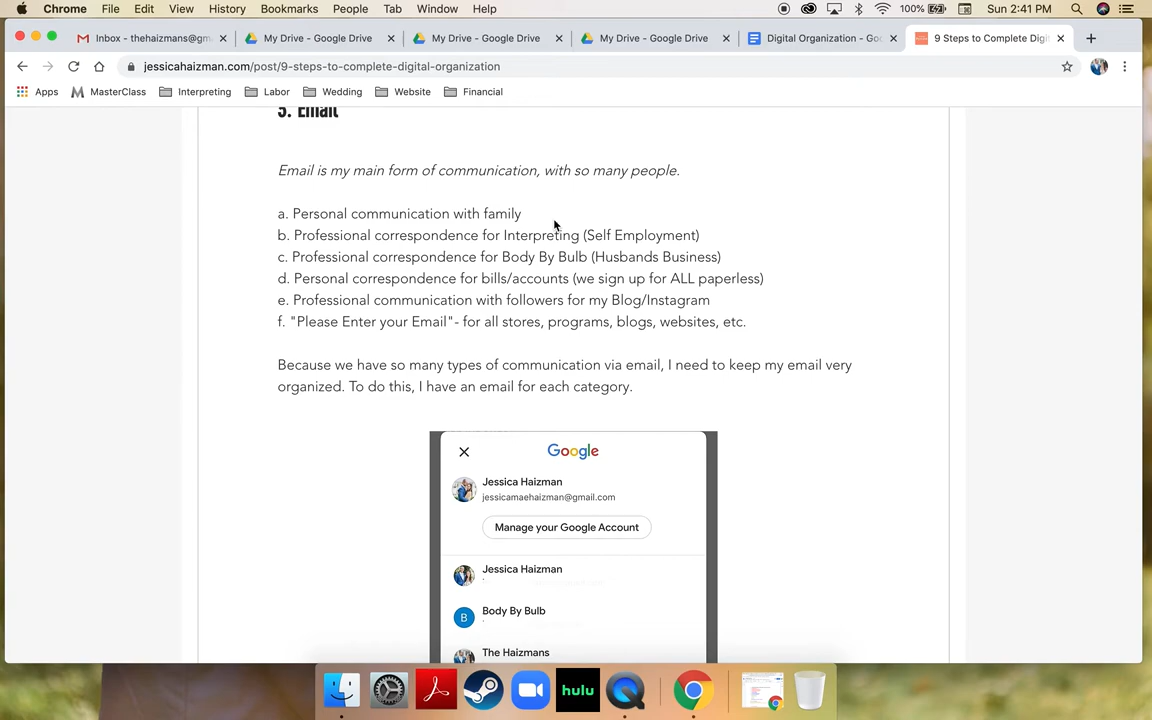 Chrome File Edit View History Bookmarks People Tab Window Help 100% Sun 2:41 PM
Inbox - thehaizmans@gm
My Drive - Google Drive
My Drive - Google Drive
My Drive - Google Drive
Digital Organization - Goo
9 Steps to Complete Digi
jessicahaizman.com/post/9-steps-to-complete-digital-organization
Apps MasterClass Interpreting Labor Wedding Website Financial
Email
Email is my main form of communication, with so many people.
a. Personal communication with family
b. Professional correspondence for Interpreting (Self Employment)
c. Professional correspondence for Body By Bulb (Husbands Business)
d. Personal correspondence for bills/accounts (we sign up for ALL paperless)
e. Professional communication with followers for my Blog/Instagram
f. "Please Enter your Email"- for all stores, programs, blogs, websites, etc.
Because we have so many types of communication via email, I need to keep my email very
organized. To do this, I have an email for each category.
Google
Jessica Haizman
jessicamaehaizman@gmail.com
Manage your Google Account
Jessica Haizman
B
Body By Bulb
The Haizmans
hulu